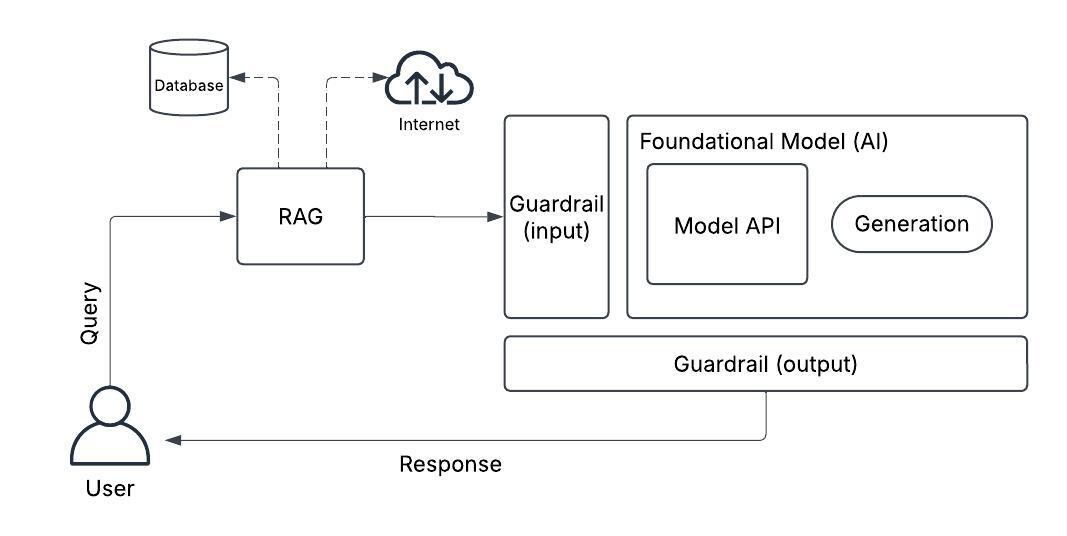 Database
Internet
Foundational Model (AI)
RAG
Guardrail
(input)
Model API
Generation
Query
Guardrail (output)
Response
User